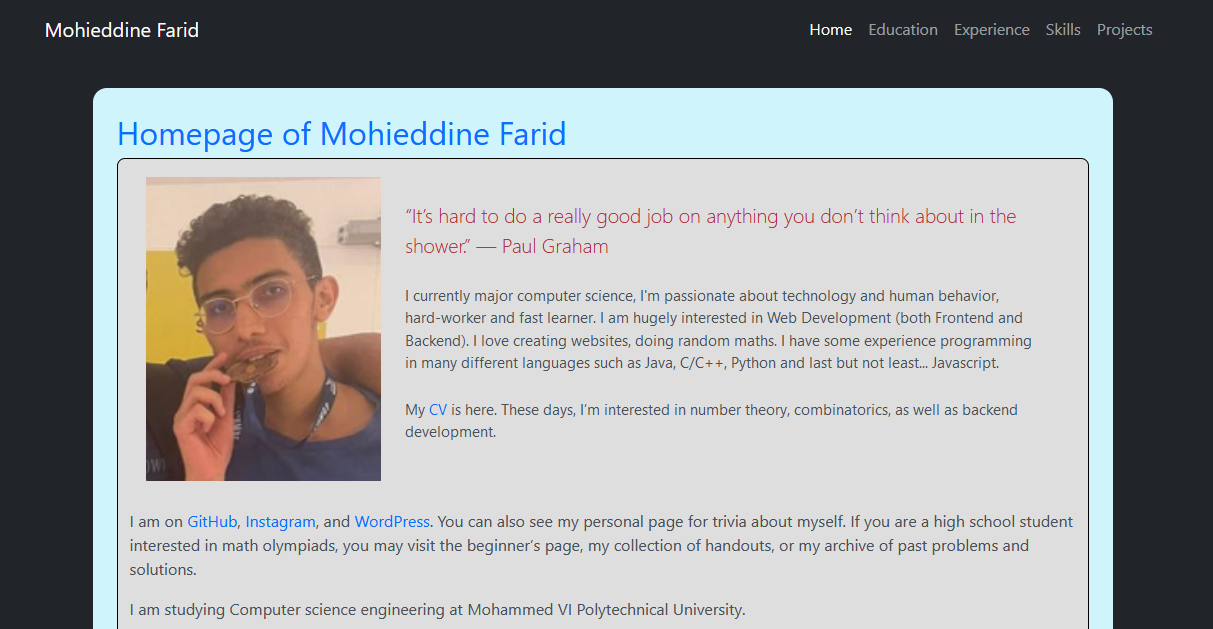 Mohieddine Farid
Home Education Experience Skills Projects
Homepage of Mohieddine Farid
“It’s hard to do a really good job on anything you don’t think about in the
shower.” — Paul Graham
I currently major computer science, I'm passionate about technology and human behavior,
hard-worker and fast learner. I am hugely interested in Web Development (both Frontend and
Backend). I love creating websites, doing random maths. I have some experience programming
in many different languages such as Java, C/C++, Python and last but not least... Javascript.
My CV is here. These days, I’m interested in number theory, combinatorics, as well as backend
development.
I am on GitHub, Instagram, and WordPress. You can also see my personal page for trivia about myself. If you are a high school student
interested in math olympiads, you may visit the beginner’s page, my collection of handouts, or my archive of past problems and
solutions.
I am studying Computer science engineering at Mohammed VI Polytechnical University.